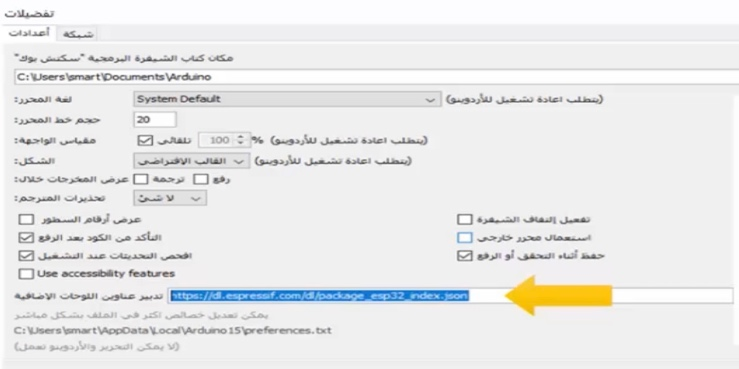 تفضيلات
أعدادات شبكة
مكان كتاب الشيفرة البرمجية "سكتش بوك"
C:\Users\smart\Documents\Arduino
لغة المحرر: System Default (يتطلب اعادة تشغيل للأردوينو)
حجم خط المحرر: 20
مقياس الواجهة: تلقائي 100 % (يتطلب اعادة تشغيل للأردوينو)
الشكل: القالب الافتراضي (يتطلب اعادة تشغيل للأردوينو)
عرض المخرجات خلال: ترجمة رفع
تحذيرات المترجم: لا شئ
عرض أرقام السطور تفعيل إلتفاف الشيفرة
التأكد من الكود بعد الرفع استعمال محرر خارجي
افحص التحديثات عند التشغيل حفظ أثناء التحقق أو الرفع
Use accessibility features
تدبير عناوين اللوحات الإضافية https://dl.espressif.com/dl/package_esp32_index.json
يمكن تعديل خصائص اكثر في الملف بشكل مباشر
C:\Users\smart\AppData\Local\Arduino15\preferences.txt
(لا يمكن التحرير والأردوينو تعمل)